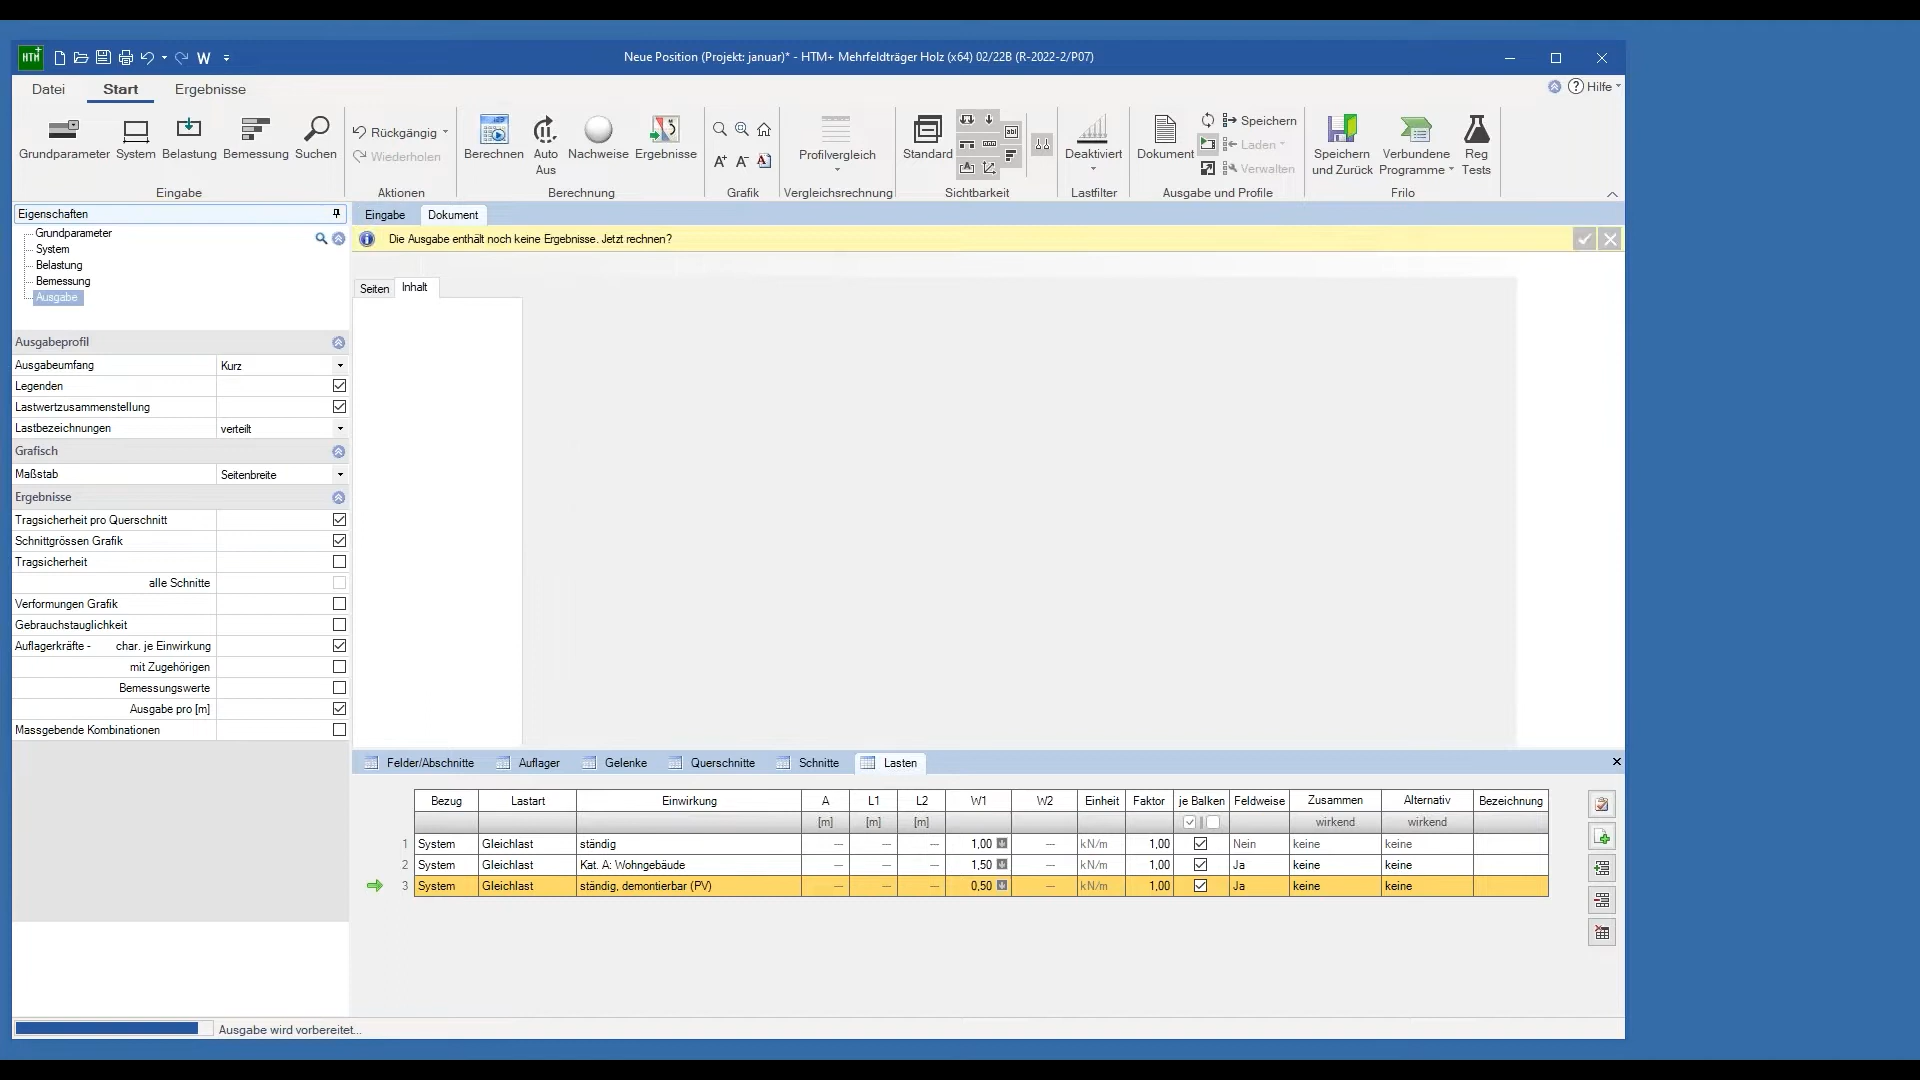 HTM+
W
Neue Position (Projekt: januar)* - HTM+ Mehrfeldträger Holz (x64) 02/22B (R-2022-2/P07)
Datei Start Ergebnisse
Hilfe
Grundparameter System Belastung Bemessung Suchen
Eingabe
Rückgängig
Wiederholen
Aktionen
Berechnen Auto Aus Nachweise Ergebnisse
Berechnung
Grafik
Profilvergleich
Vergleichsrechnung
Standard
Sichtbarkeit
Deaktiviert
Lastfilter
Dokument
Speichern
Laden
Verwalten
Ausgabe und Profile
Speichern und Zurück
Verbundene Programme
Reg Tests
Frilo
Eigenschaften
Grundparameter
System
Belastung
Bemessung
Ausgabe
Ausgabeprofil
Ausgabeumfang Kurz
Legenden
Lastwertzusammenstellung
Lastbezeichnungen verteilt
Grafisch
Maßstab Seitenbreite
Ergebnisse
Tragsicherheit pro Querschnitt
Schnittgrössen Grafik
Tragsicherheit
alle Schnitte
Verformungen Grafik
Gebrauchstauglichkeit
Auflagerkräfte - char. je Einwirkung
mit Zugehörigen
Bemessungswerte
Ausgabe pro [m]
Massgebende Kombinationen
Eingabe Dokument
Die Ausgabe enthält noch keine Ergebnisse. Jetzt rechnen?
Seiten Inhalt
Felder/Abschnitte Auflager Gelenke Querschnitte Schnitte Lasten
Bezug Lastart Einwirkung A L1 L2 W1 W2 Einheit Faktor je Balken Feldweise Zusammen Alternativ Bezeichnung
[m] [m] [m] wirkend wirkend
1 System Gleichlast ständig — — — 1,00 — kN/m 1,00 Nein keine keine
2 System Gleichlast Kat. A: Wohngebäude — — — 1,50 — kN/m 1,00 Ja keine keine
3 System Gleichlast ständig, demontierbar (PV) — — — 0,50 — kN/m 1,00 Ja keine keine
Ausgabe wird vorbereitet...